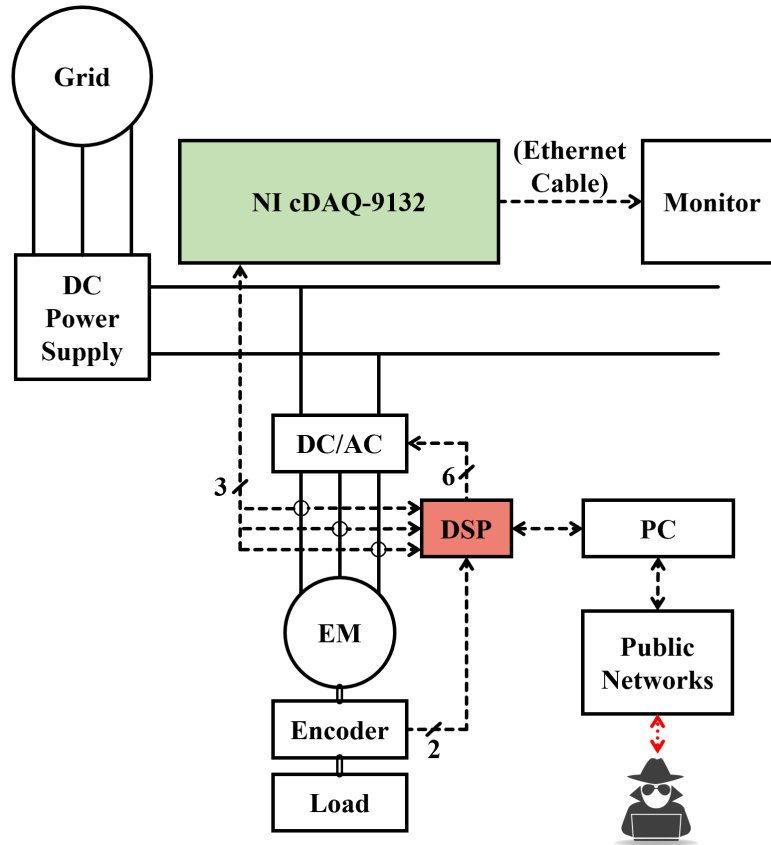 Grid
(Ethernet
Cable)
NI cDAQ-9132
Monitor
DC
Power
Supply
DC/AC
3
6
DSP
PC
EM
Public
Networks
Encoder
2
Load